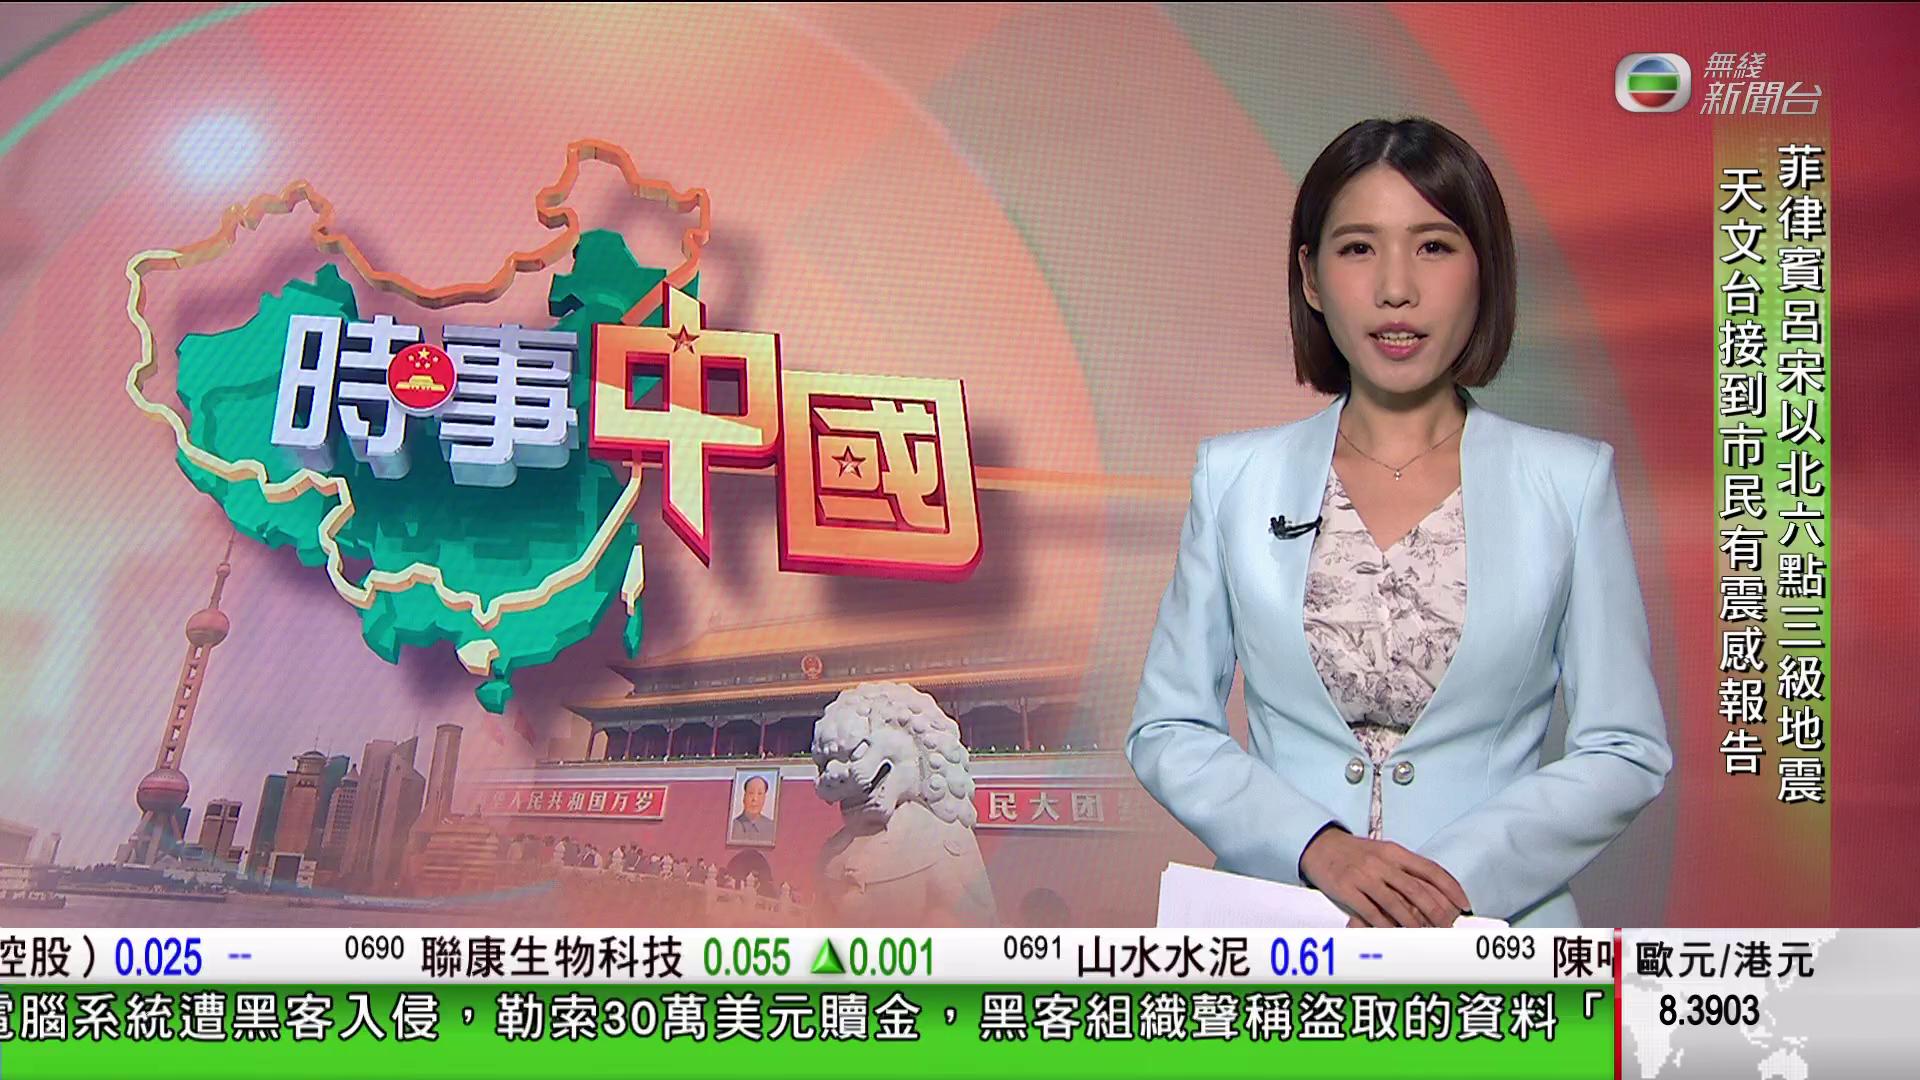 無綫
新聞台
菲律賓呂宋以北六點三級地震
天文台接到市民有震感報告
時事中國
人民共和国万岁
民大团
控股) 0.025 -- 0690 聯康生物科技 0.055 ▲0.001 0691 山水水泥 0.61 -- 0693 陳
電腦系統遭黑客入侵，勒索30萬美元贖金，黑客組織聲稱盜取的資料「
歐元/港元
8.3903